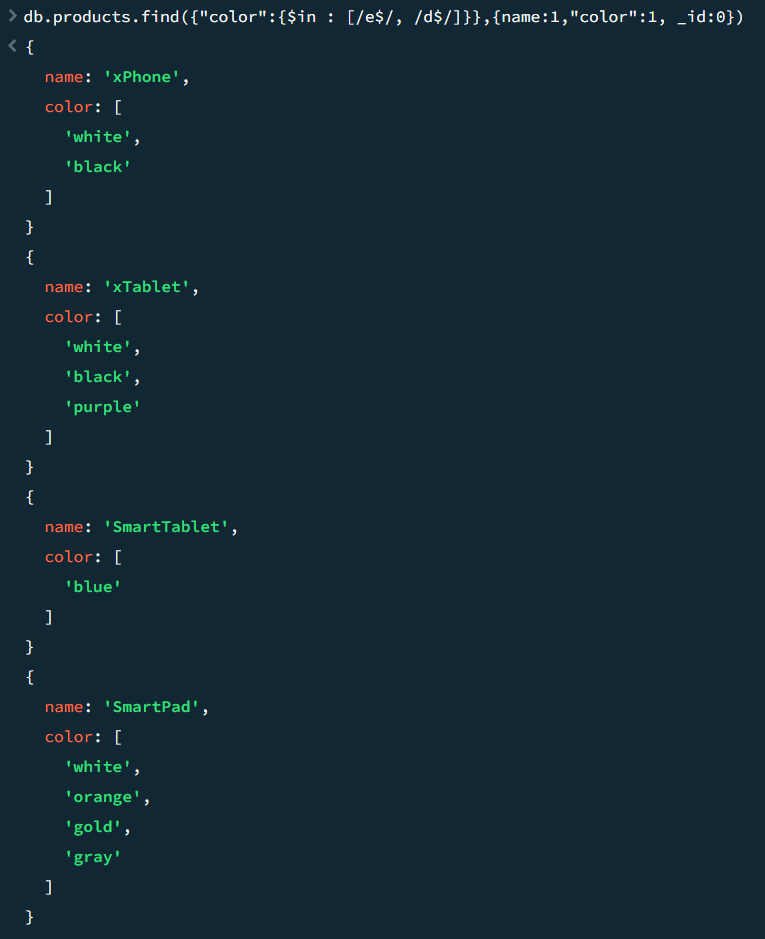 > db.products.find({"color":{$in : [/e$/, /d$/]}},{name:1,"color":1, _id:0})
< {
name: 'xPhone',
color: [
'white',
'black'
]
}
{
name: 'xTablet',
color: [
'white',
'black',
'purple'
]
}
{
name: 'SmartTablet',
color: [
'blue'
]
}
{
name: 'SmartPad',
color: [
'white',
'orange',
'gold',
'gray'
]
}